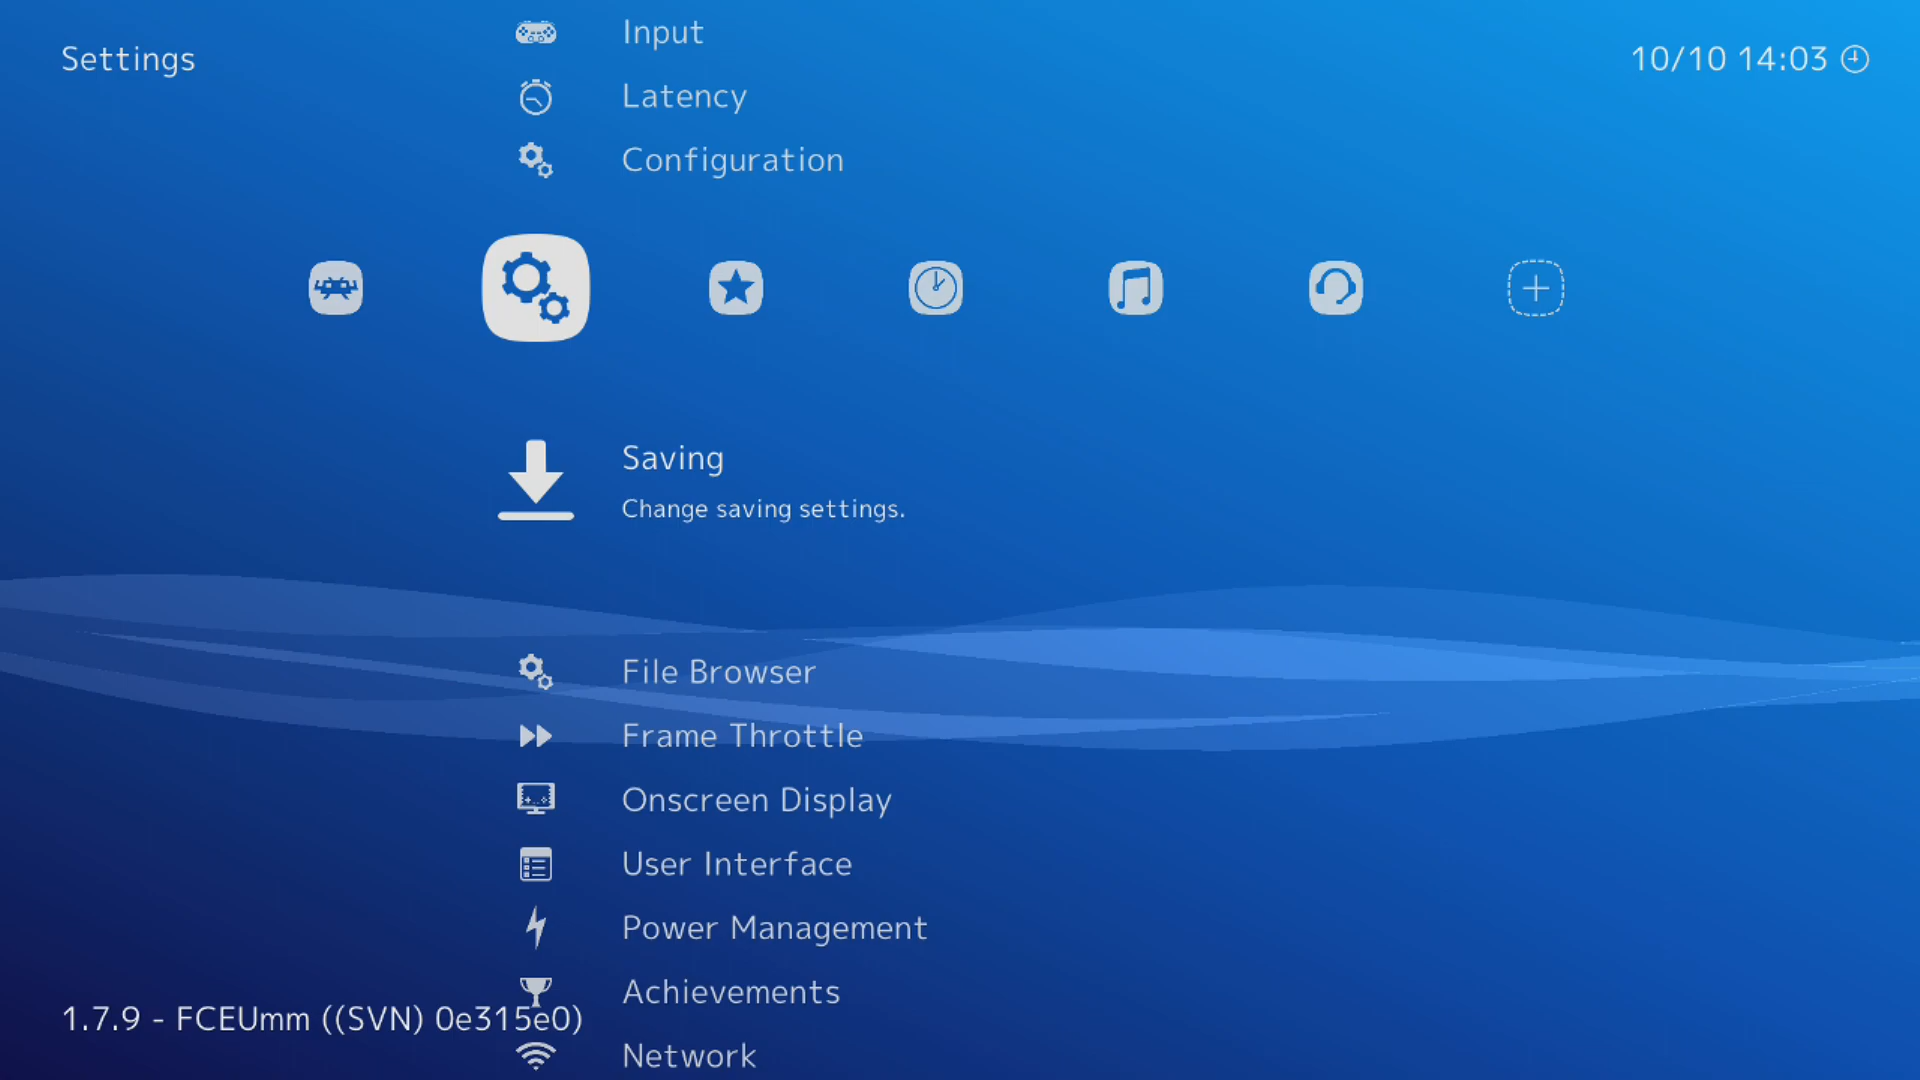 Settings
10/10 14:03
Input
Latency
Configuration
Saving
Change saving settings.
File Browser
Frame Throttle
Onscreen Display
User Interface
Power Management
Achievements
1.7.9 - FCEUmm ((SVN) 0e315e0)
Network